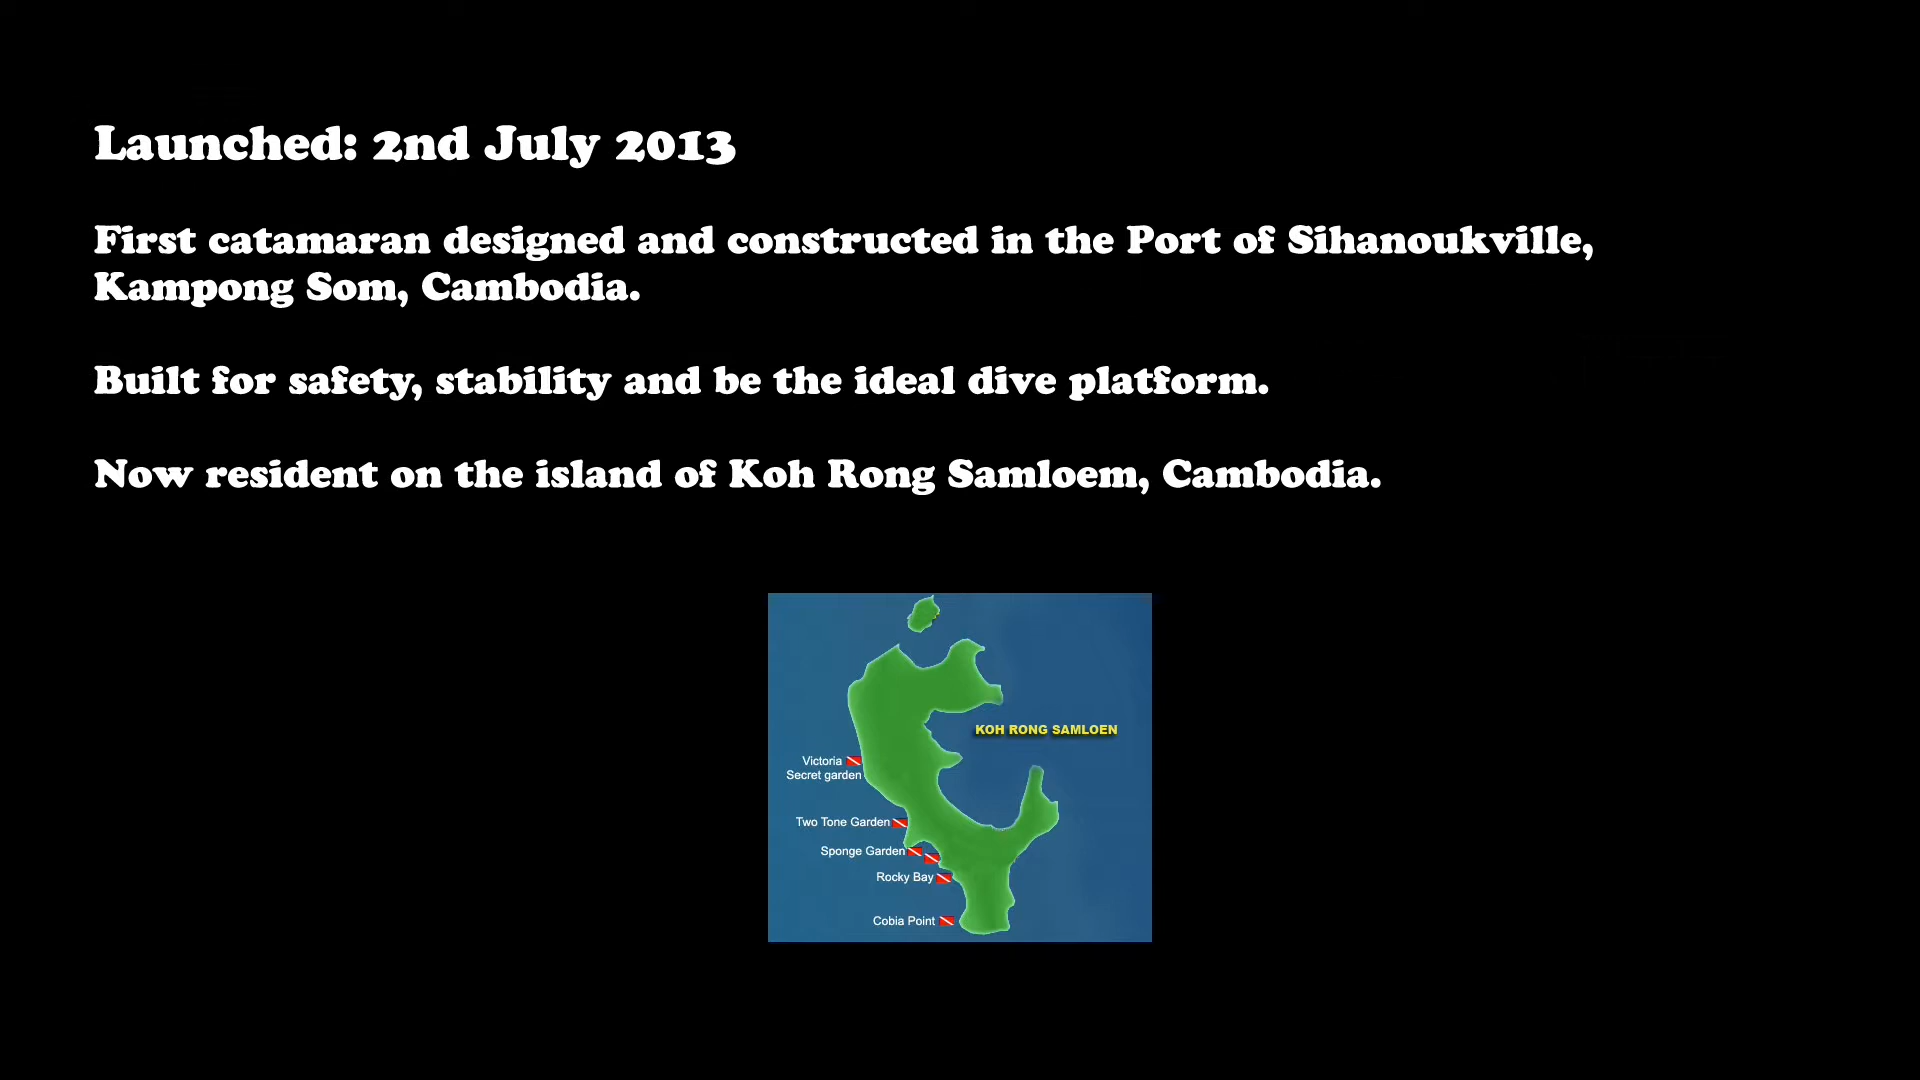 Launched: 2nd July 2013
First catamaran designed and constructed in the Port of Sihanoukville,
Kampong Som, Cambodia.
Built for safety, stability and be the ideal dive platform.
Now resident on the island of Koh Rong Samloem, Cambodia.
KOH RONG SAMLOEN
Victoria
Secret garden
Two Tone Garden
Sponge Garden
Rocky Bay
Cobia Point